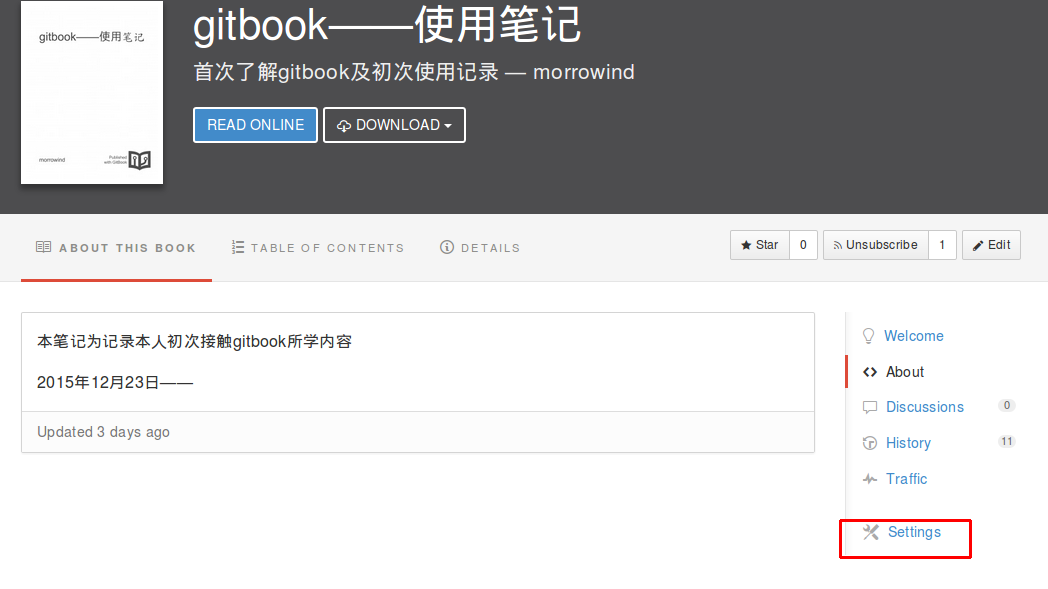 gitbook——使用笔记
morrowind
Published
with GitBook
gitbook——使用笔记
首次了解gitbook及初次使用记录 — morrowind
READ ONLINE
DOWNLOAD
ABOUT THIS BOOK
TABLE OF CONTENTS
DETAILS
Star 0
Unsubscribe 1
Edit
本笔记为记录本人初次接触gitbook所学内容
2015年12月23日——
Updated 3 days ago
Welcome
About
Discussions 0
History 11
Traffic
Settings